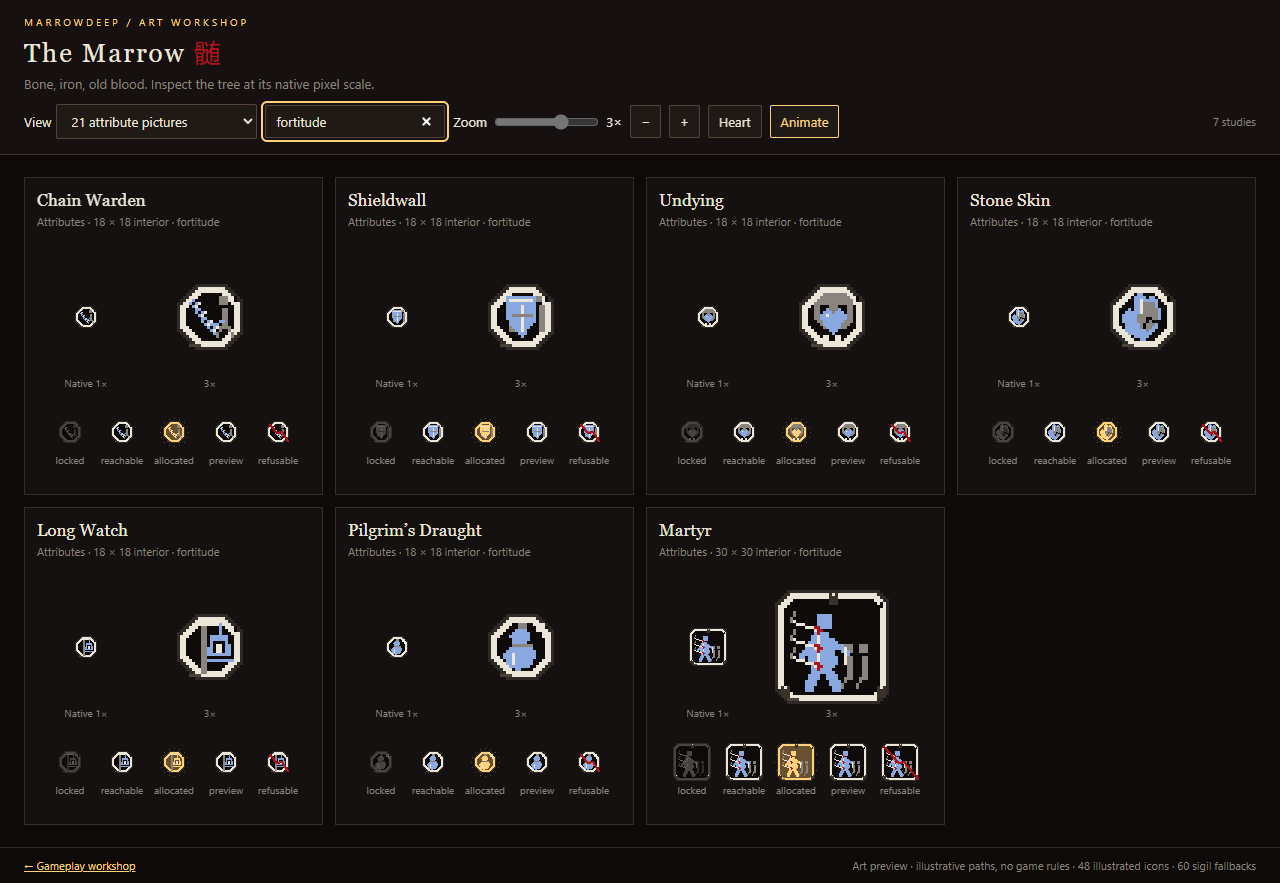 MARROWDEEP / ART WORKSHOP
The Marrow 髄
Bone, iron, old blood. Inspect the tree at its native pixel scale.
View 21 attribute pictures fortitude × Zoom 3× − + Heart Animate 7 studies
Chain Warden
Attributes · 18 × 18 interior · fortitude
Native 1× 3×
locked reachable allocated preview refusable
Shieldwall
Attributes · 18 × 18 interior · fortitude
Native 1× 3×
locked reachable allocated preview refusable
Undying
Attributes · 18 × 18 interior · fortitude
Native 1× 3×
locked reachable allocated preview refusable
Stone Skin
Attributes · 18 × 18 interior · fortitude
Native 1× 3×
locked reachable allocated preview refusable
Long Watch
Attributes · 18 × 18 interior · fortitude
Native 1× 3×
locked reachable allocated preview refusable
Pilgrim’s Draught
Attributes · 18 × 18 interior · fortitude
Native 1× 3×
locked reachable allocated preview refusable
Martyr
Attributes · 30 × 30 interior · fortitude
Native 1× 3×
locked reachable allocated preview refusable
← Gameplay workshop
Art preview · illustrative paths, no game rules · 48 illustrated icons · 60 sigil fallbacks